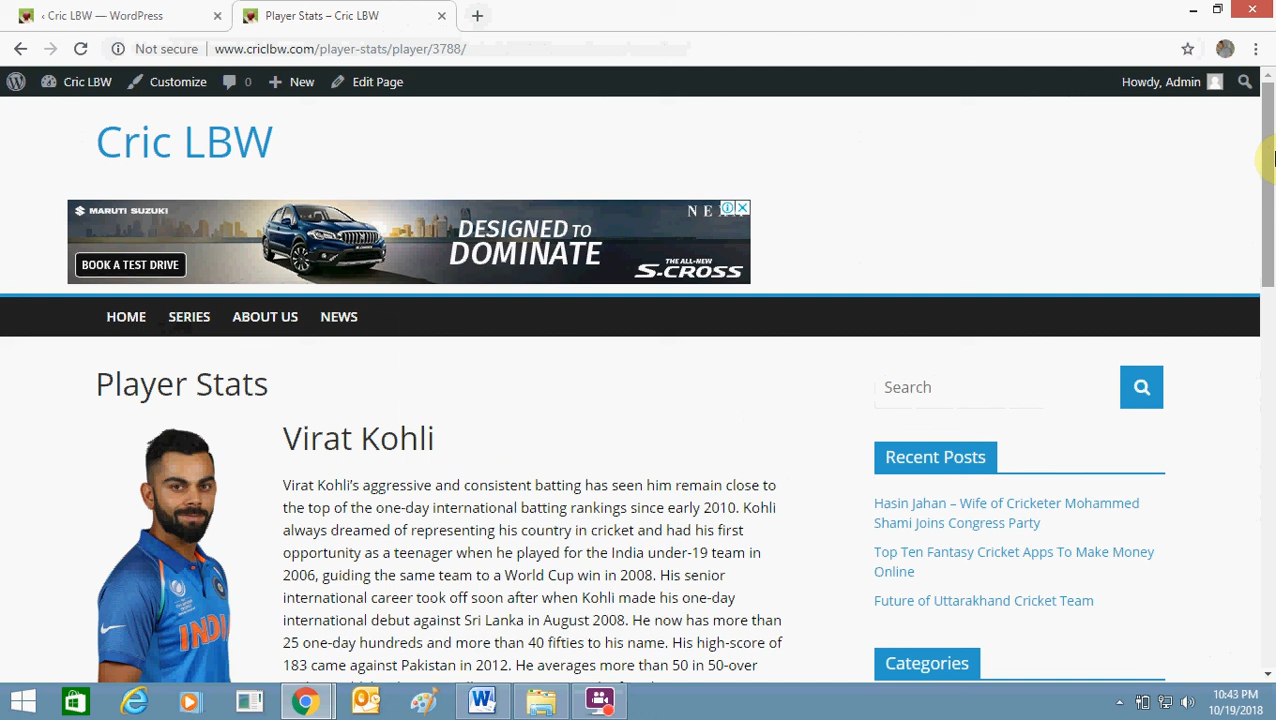 ‹ Cric LBW — WordPress
Player Stats – Cric LBW
Not secure
www.criclbw.com/player-stats/player/3788/
Cric LBW
Customize
0
New
Edit Page
Howdy, Admin
Cric LBW
MARUTI SUZUKI
BOOK A TEST DRIVE
DESIGNED TO
DOMINATE
THE ALL-NEW
S-CROSS
HOME
SERIES
ABOUT US
NEWS
Player Stats
Virat Kohli
Virat Kohli's aggressive and consistent batting has seen him remain close to
the top of the one-day international batting rankings since early 2010. Kohli
always dreamed of representing his country in cricket and had his first
opportunity as a teenager when he played for the India under-19 team in
2006, guiding the same team to a World Cup win in 2008. His senior
international career took off soon after when Kohli made his one-day
international debut against Sri Lanka in August 2008. He now has more than
25 one-day hundreds and more than 40 fifties to his name. His high-score of
183 came against Pakistan in 2012. He averages more than 50 in 50-over
Search
Recent Posts
Hasin Jahan – Wife of Cricketer Mohammed
Shami Joins Congress Party
Top Ten Fantasy Cricket Apps To Make Money
Online
Future of Uttarakhand Cricket Team
Categories
10:43 PM
10/19/2018